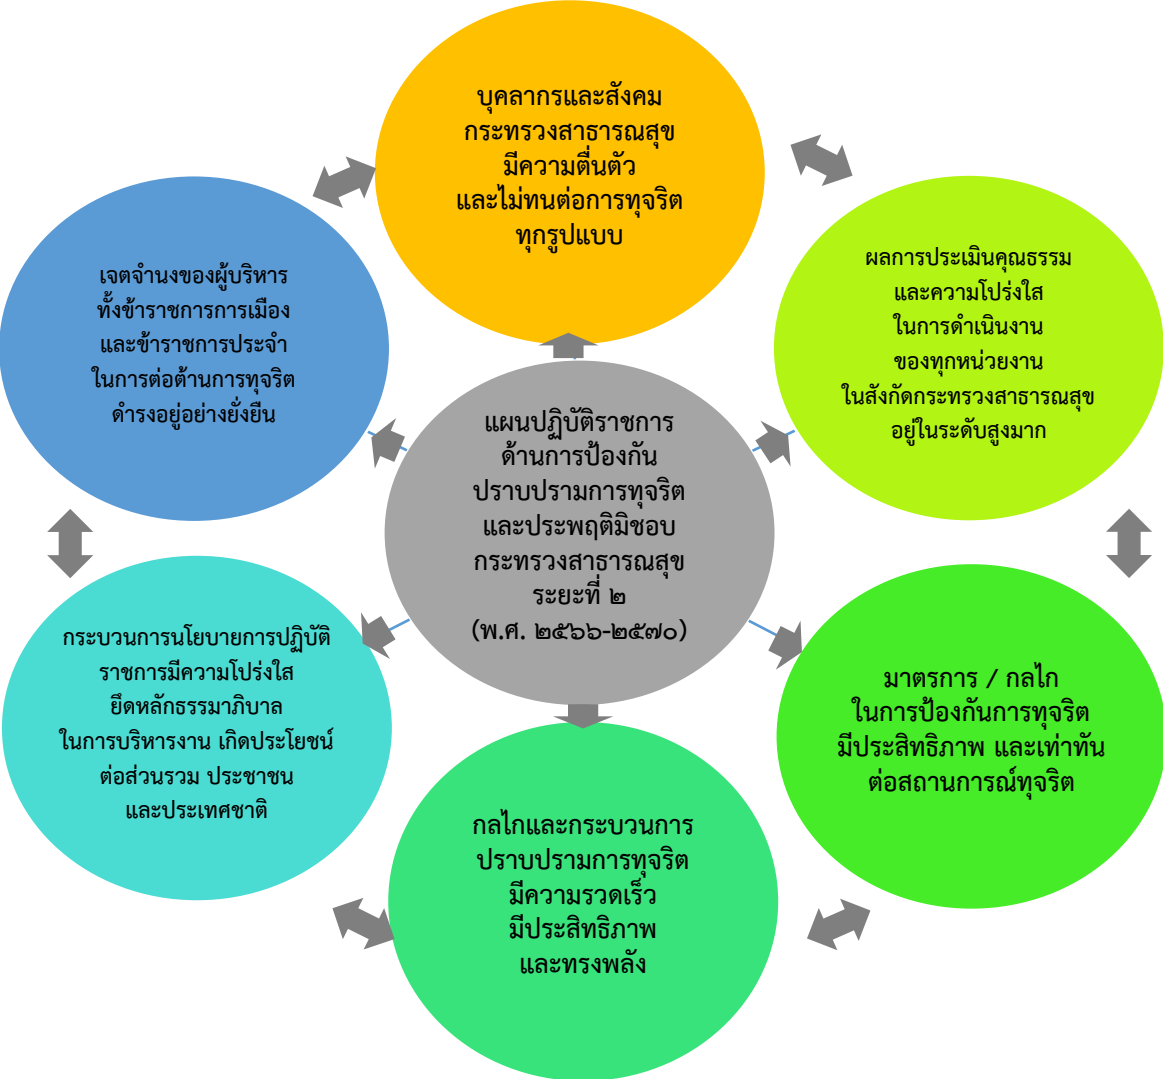 บุคลากรและสังคม
กระทรวงสาธารณสุข
มีความตื่นตัว
และไม่ทนต่อการทุจริต
ทุกรูปแบบ
ผลการประเมินคุณธรรม
และความโปร่งใส
ในการดำเนินงาน
ของทุกหน่วยงาน
ในสังกัดกระทรวงสาธารณสุข
อยู่ในระดับสูงมาก
เจตจำนงของผู้บริหาร
ทั้งข้าราชการการเมือง
และข้าราชการประจำ
ในการต่อต้านการทุจริต
ดำรงอยู่อย่างยั่งยืน
แผนปฏิบัติราชการ
ด้านการป้องกัน
ปราบปรามการทุจริต
และประพฤติมิชอบ
กระทรวงสาธารณสุข
ระยะที่ ๒
(พ.ศ. ๒๕๖๖-๒๕๗๐)
กระบวนการนโยบายการปฏิบัติ
ราชการมีความโปร่งใส
ยึดหลักธรรมาภิบาล
ในการบริหารงาน เกิดประโยชน์
ต่อส่วนรวม ประชาชน
และประเทศชาติ
มาตรการ / กลไก
ในการป้องกันการทุจริต
มีประสิทธิภาพ และเท่าทัน
ต่อสถานการณ์ทุจริต
กลไกและกระบวนการ
ปราบปรามการทุจริต
มีความรวดเร็ว
มีประสิทธิภาพ
และทรงพลัง